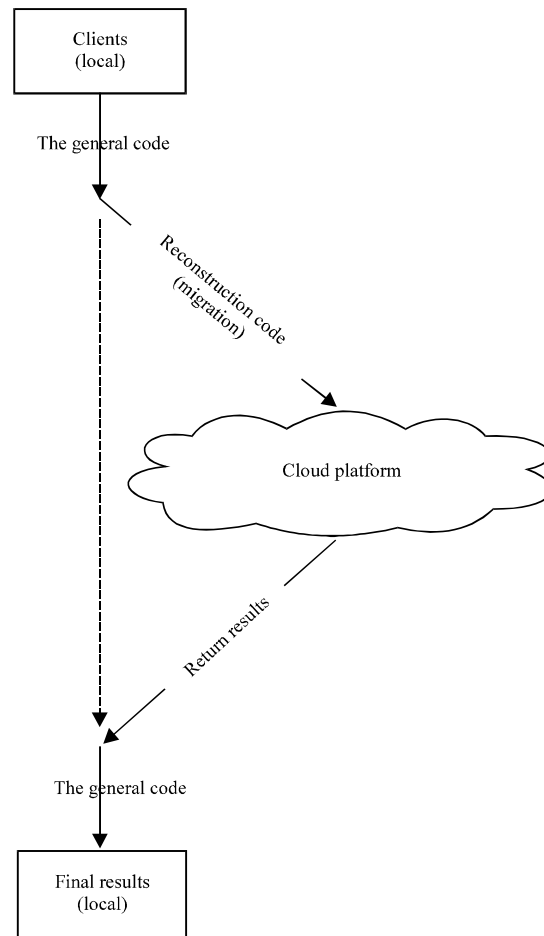 Clients
(local)
The general code
Reconstruction code
(migration)
Cloud platform
Return results
The general code
Final results
(local)